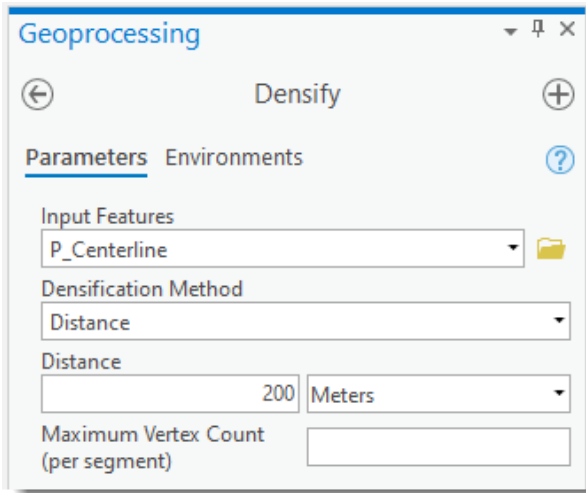 Geoprocessing
Densify
Parameters Environments
Input Features
P_Centerline
Densification Method
Distance
Distance
200 Meters
Maximum Vertex Count
(per segment)